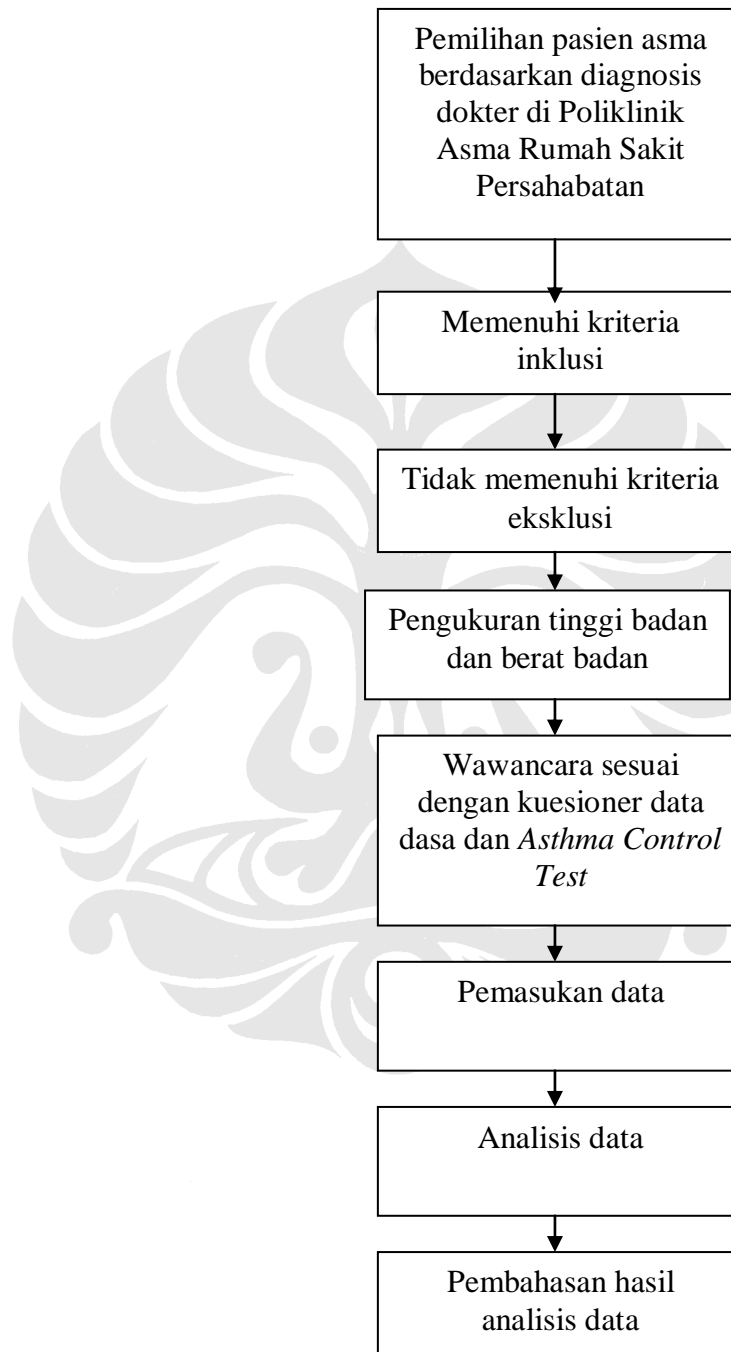 Pemilihan pasien asma
berdasarkan diagnosis
dokter di Poliklinik
Asma Rumah Sakit
Persahabatan
Memenuhi kriteria
inklusi
Tidak memenuhi kriteria
eksklusi
Pengukuran tinggi badan
dan berat badan
Wawancara sesuai
dengan kuesioner data
dasa dan Asthma Control
Test
Pemasukan data
Analisis data
Pembahasan hasil
analisis data